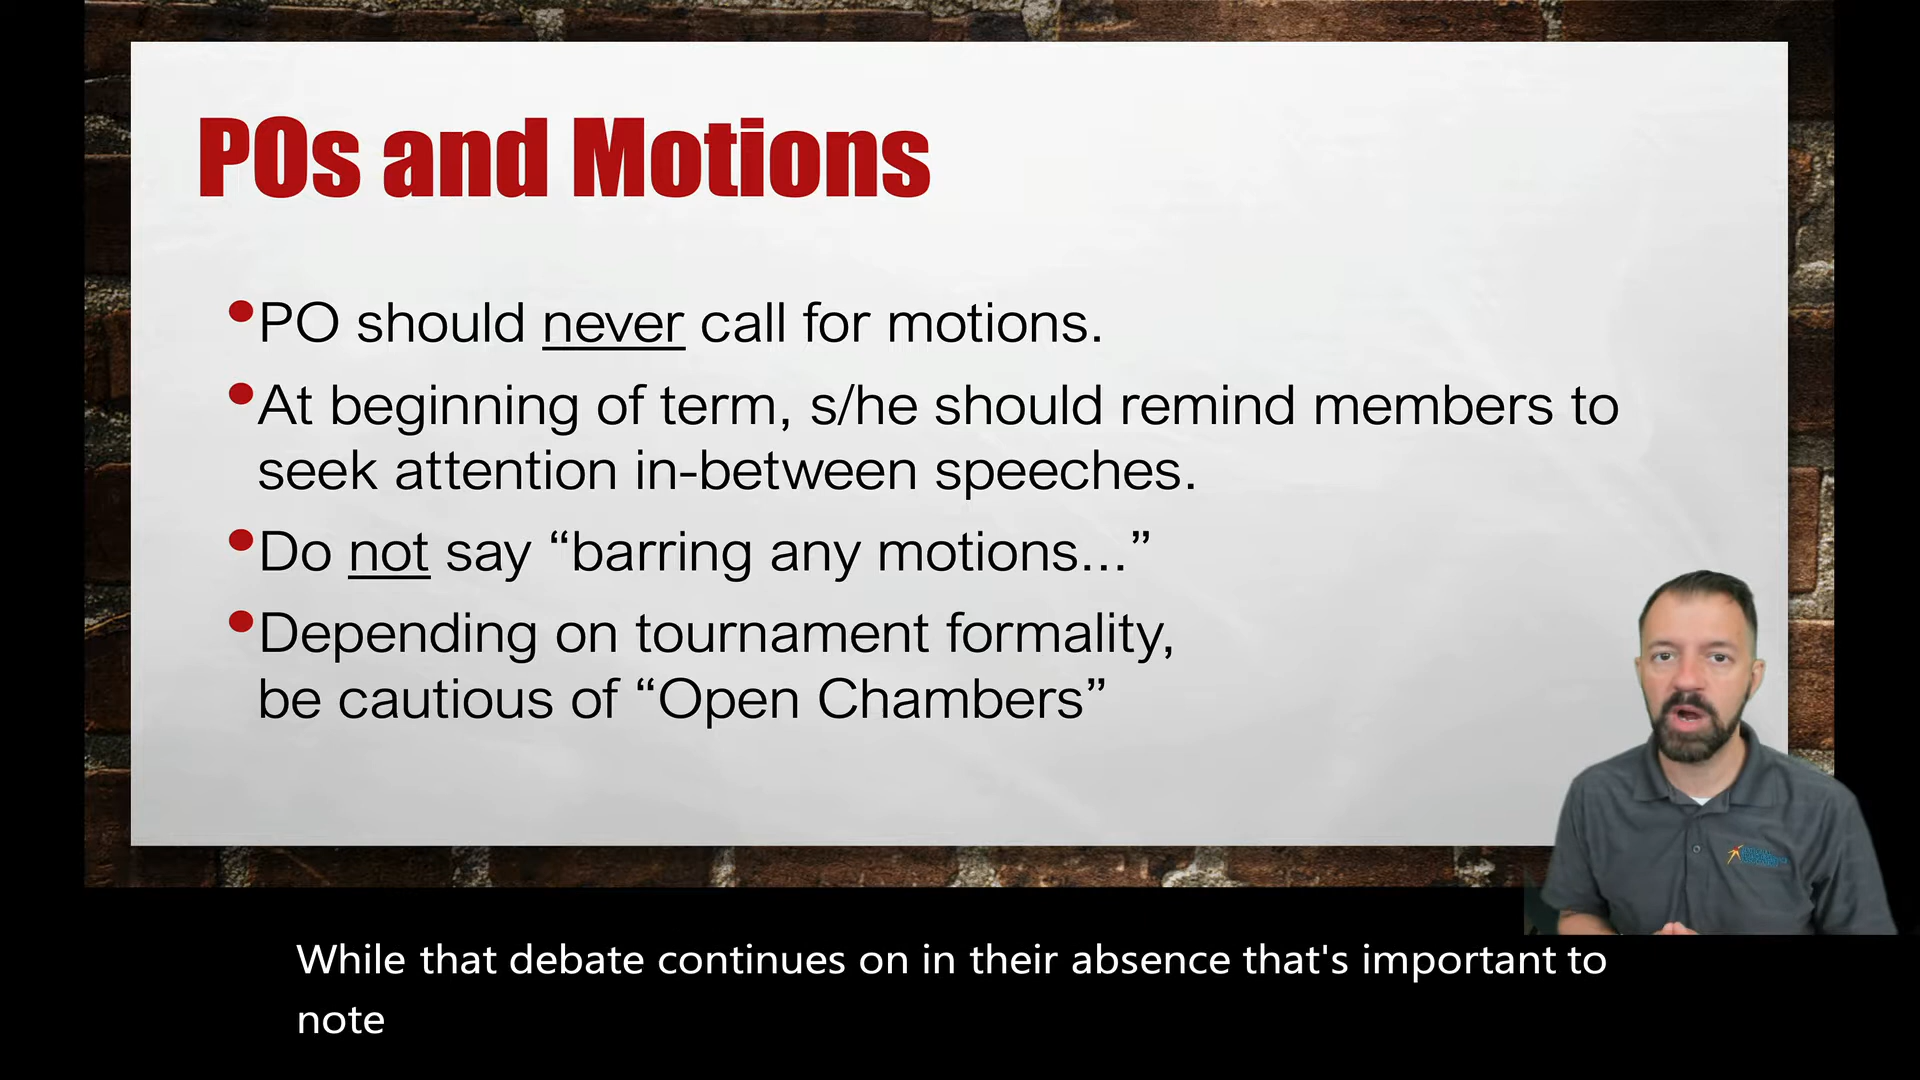 POs and Motions
•PO should never call for motions.
•At beginning of term, s/he should remind members to
seek attention in-between speeches.
•Do not say “barring any motions...”
•Depending on tournament formality,
be cautious of “Open Chambers”
While that debate continues on in their absence that's important to
note